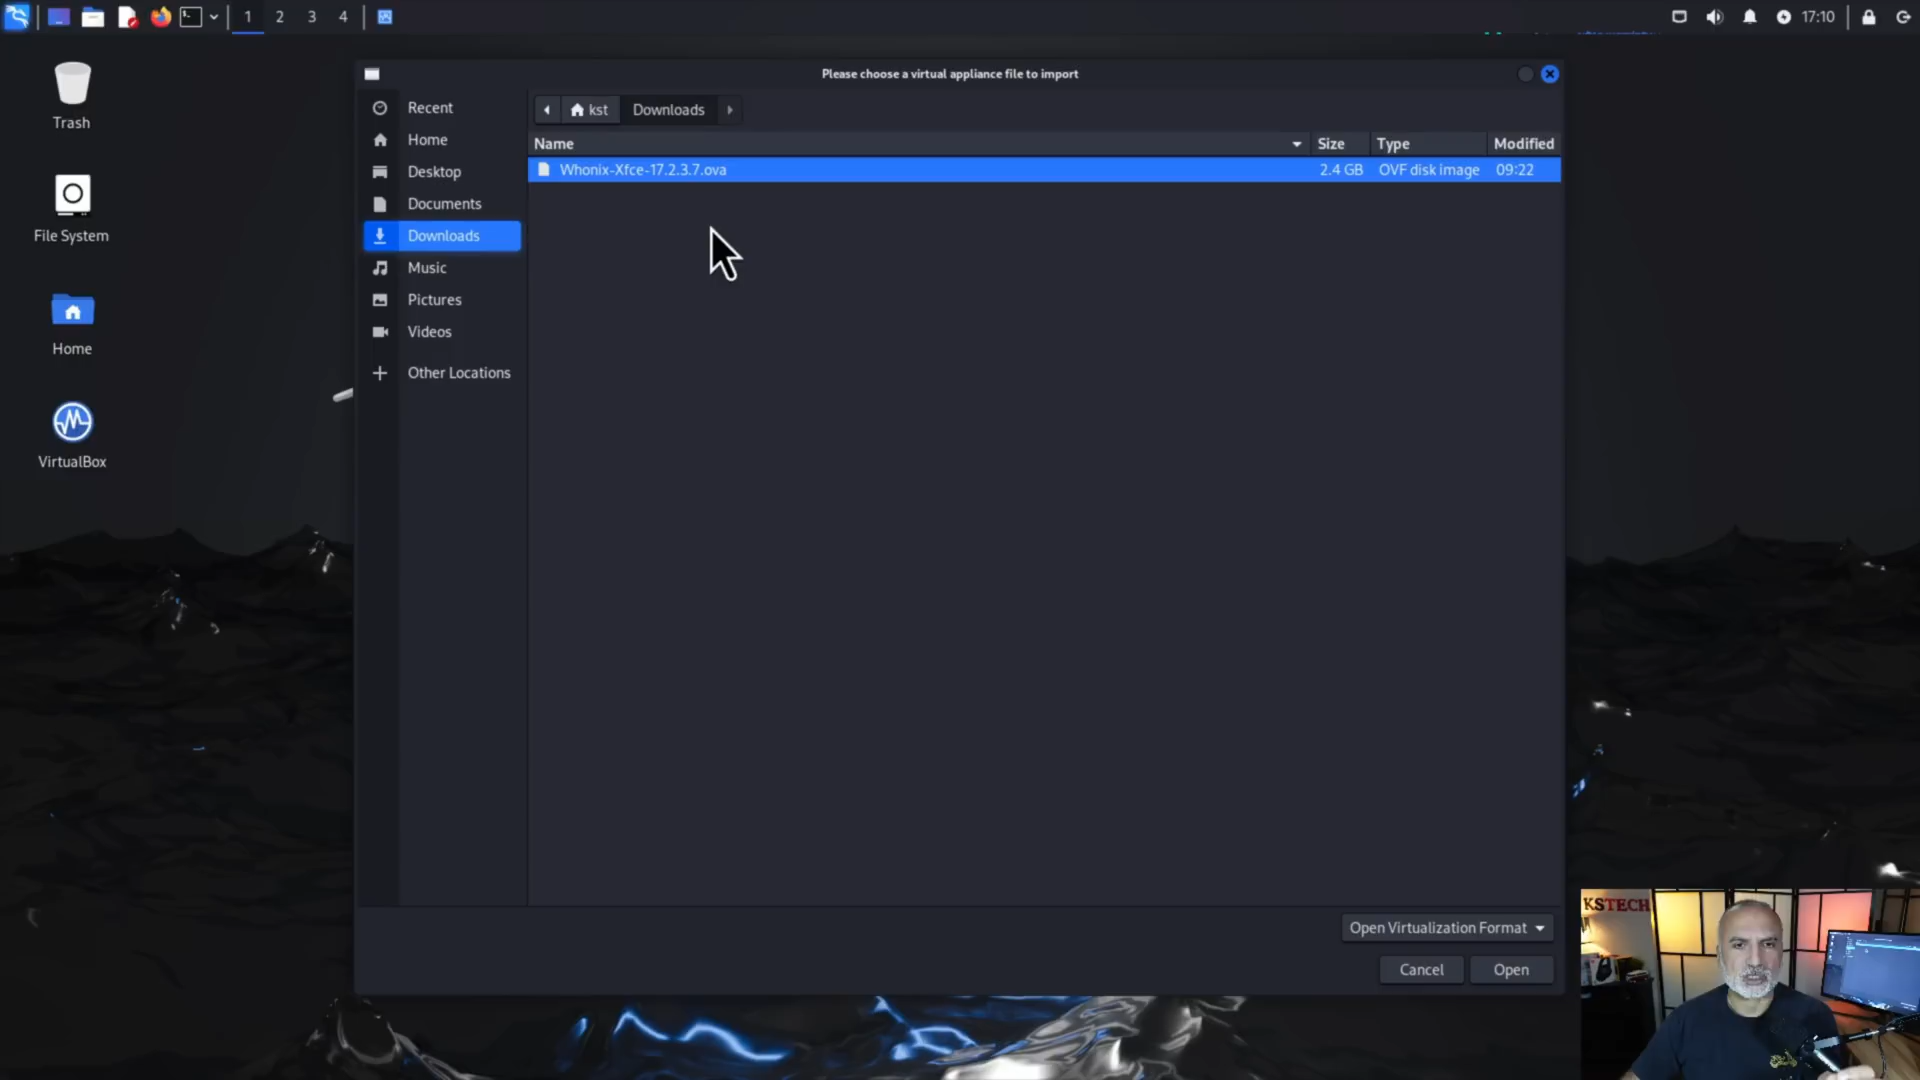 1 2 3 4
17:10
Trash
File System
Home
VirtualBox
Please choose a virtual appliance file to import
Recent
Home
Desktop
Documents
Downloads
Music
Pictures
Videos
Other Locations
kst Downloads
Name Size Type Modified
Whonix-Xfce-17.2.3.7.ova 2.4 GB OVF disk image 09:22
Open Virtualization Format
Cancel Open
KSTECH